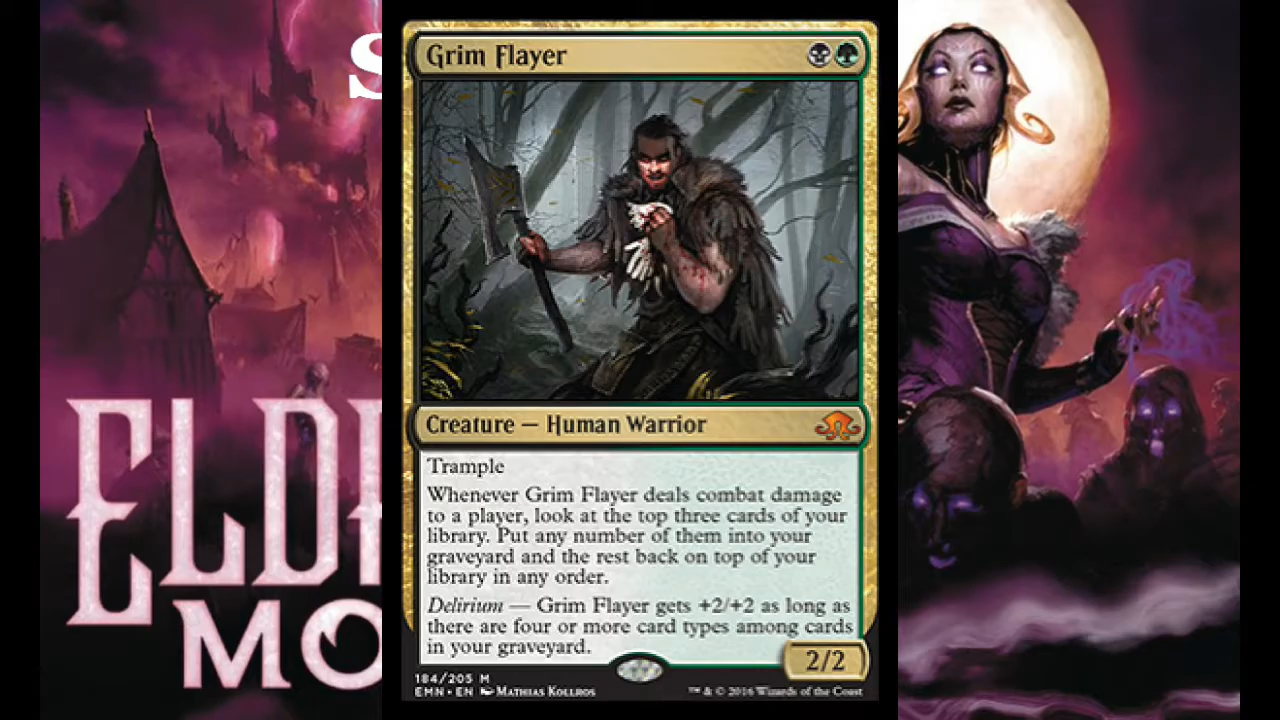 S
Grim Flayer
Creature — Human Warrior
Trample
Whenever Grim Flayer deals combat damage
to a player, look at the top three cards of your
library. Put any number of them into your
graveyard and the rest back on top of your
library in any order.
Delirium — Grim Flayer gets +2/+2 as long as
there are four or more card types among cards
in your graveyard.
2/2
184/205 M
EMN • EN Mathias Kollros
™ & © 2016 Wizards of the Coast
ELD
MO